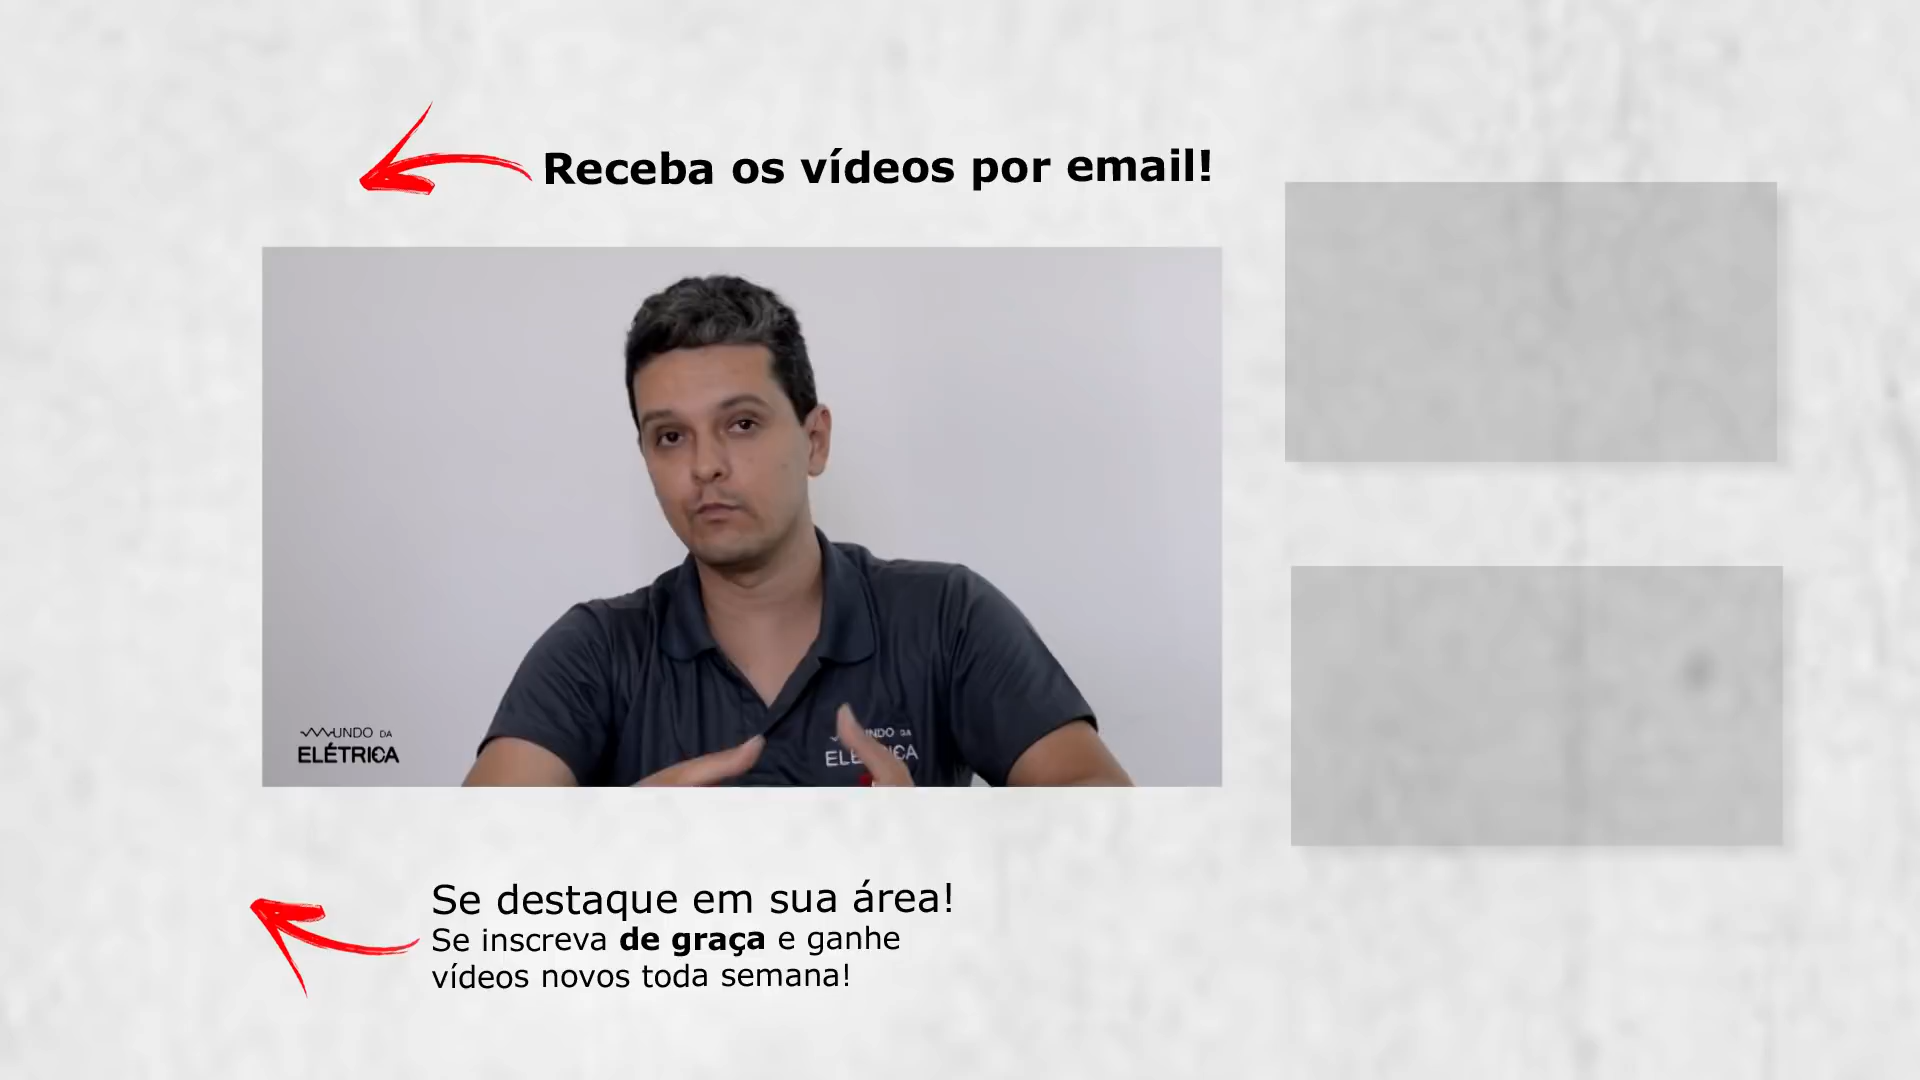 Receba os vídeos por email!
MUNDO DA
ELÉTRICA
Se destaque em sua área!
Se inscreva de graça e ganhe
vídeos novos toda semana!